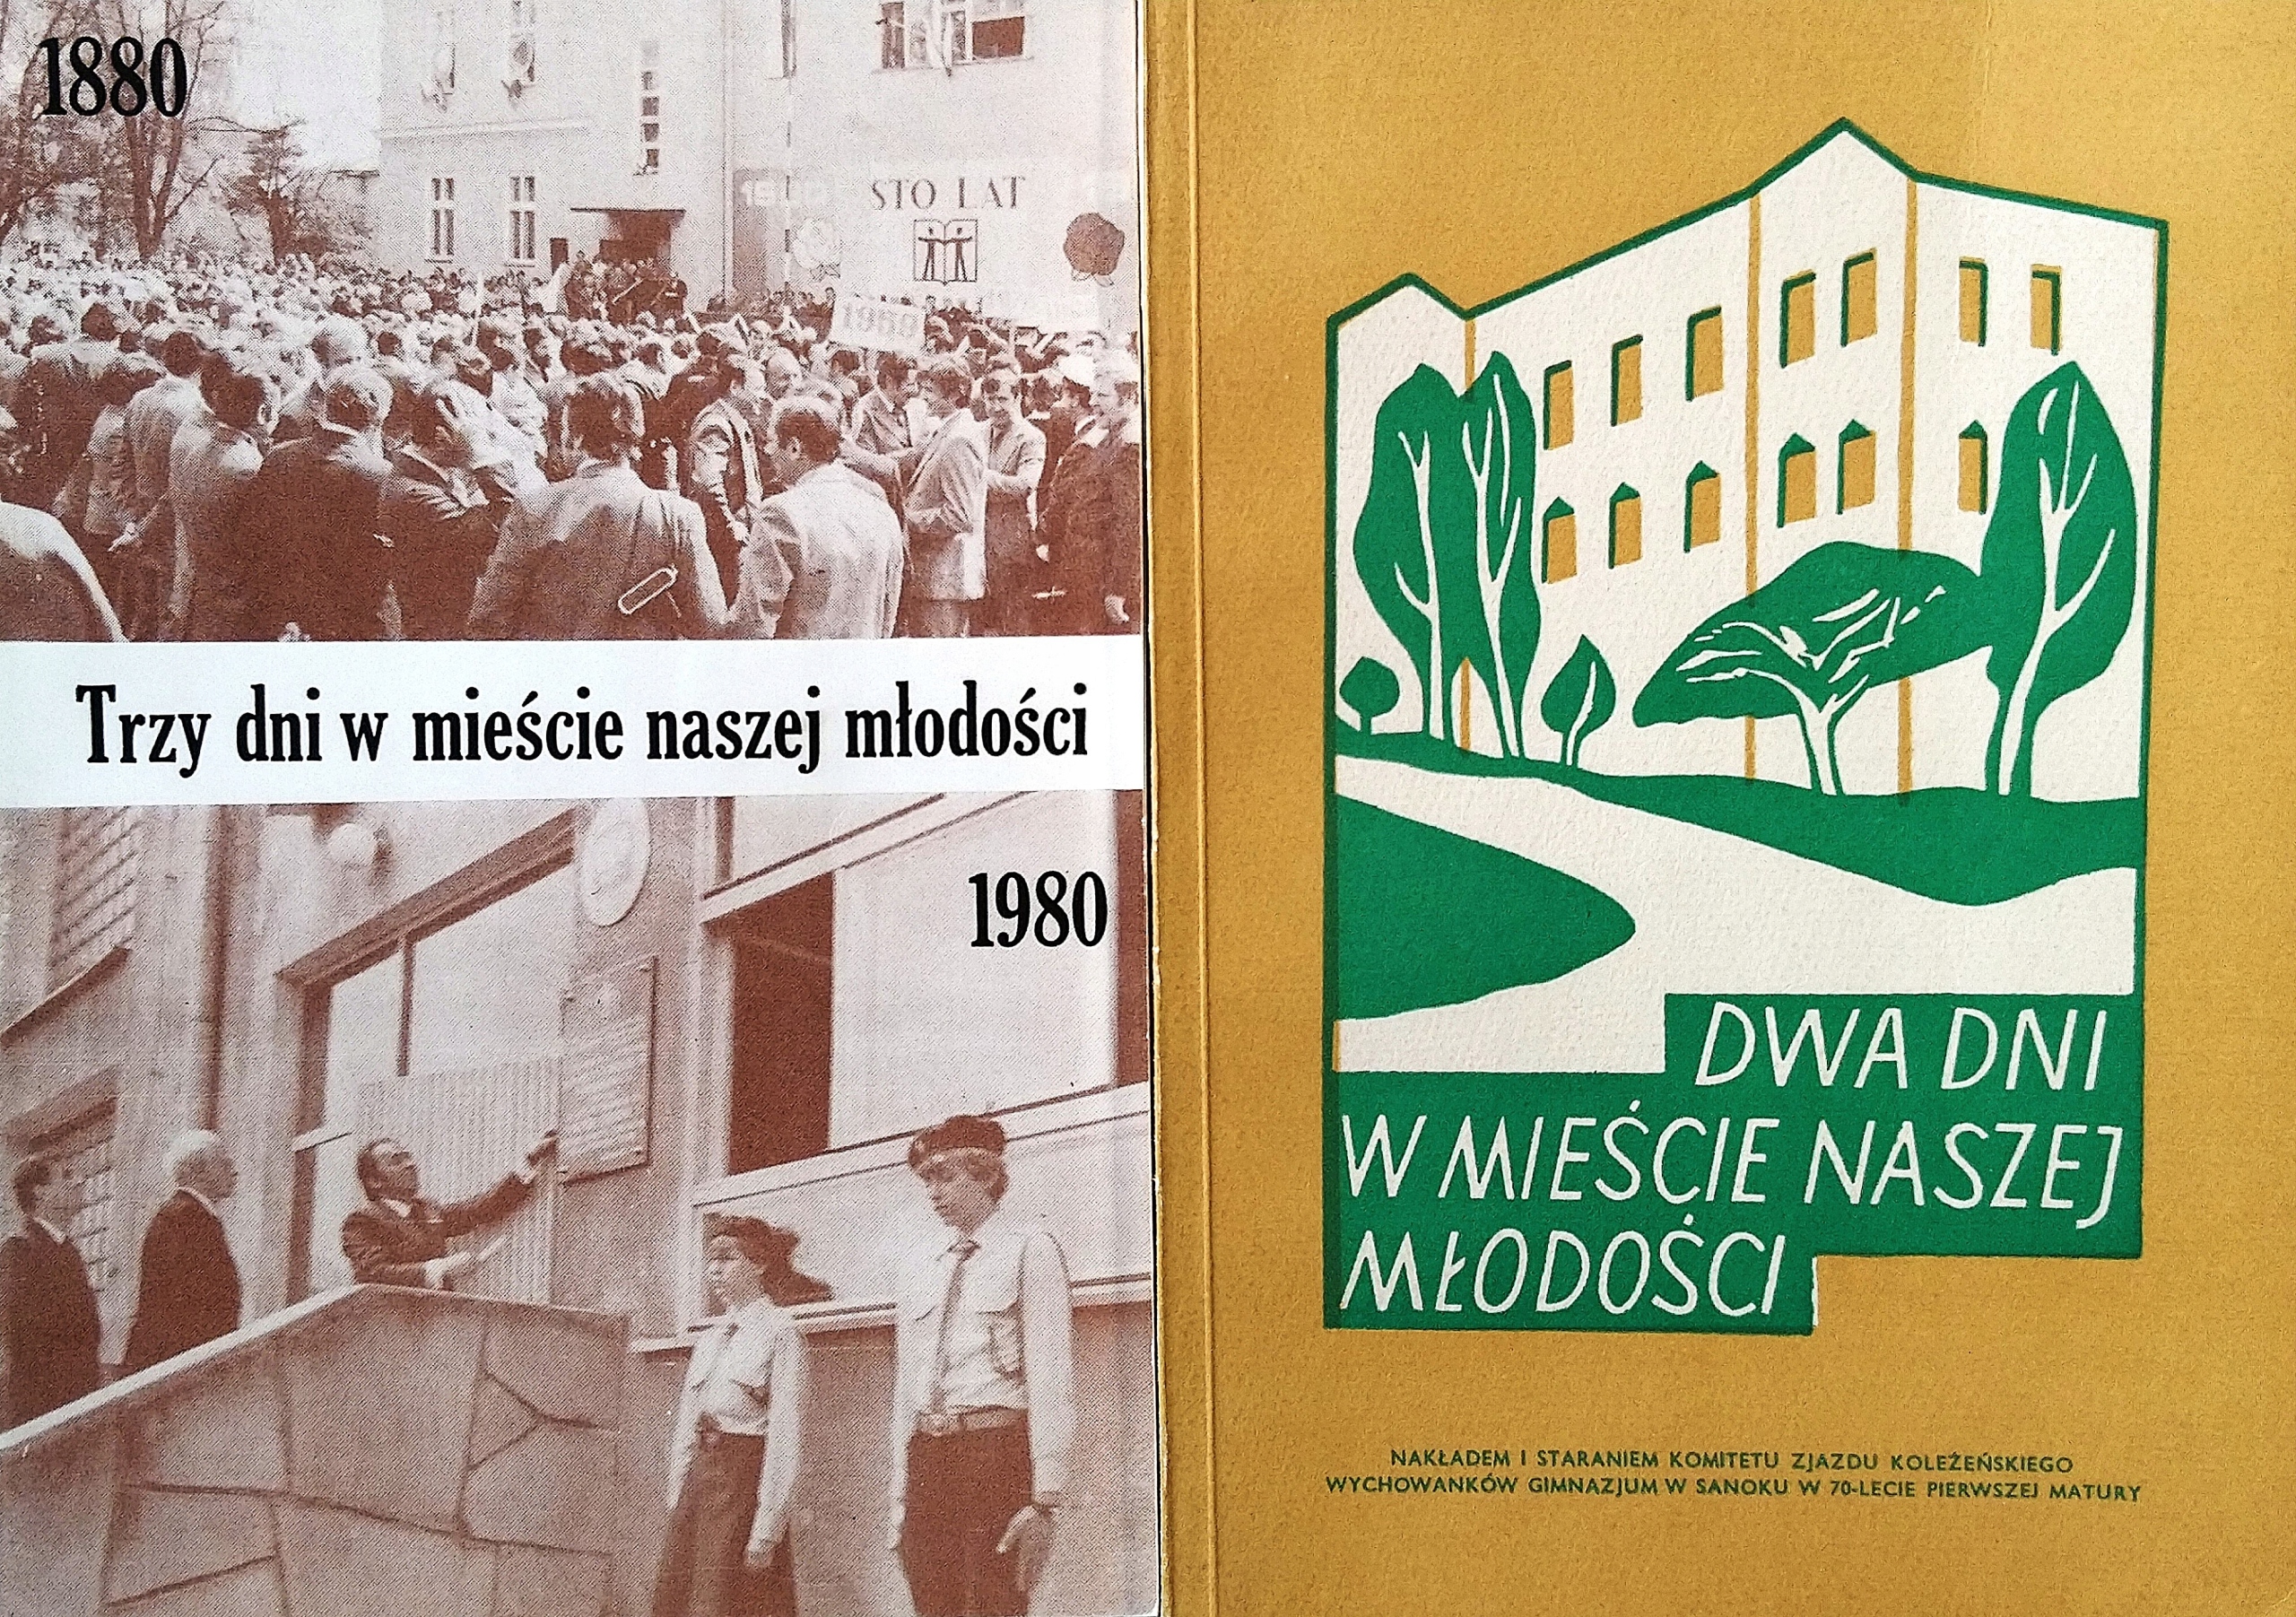 1880
STO LAT
1969
Trzy dni w mieście naszej młodości
1980
DWA DNI
W MIEŚCIE NASZEJ
MŁODOŚCI
NAKŁADEM I STARANIEM KOMITETU ZJAZDU KOLEŻEŃSKIEGO
WYCHOWANKÓW GIMNAZJUM W SANOKU W 70-LECIE PIERWSZEJ MATURY